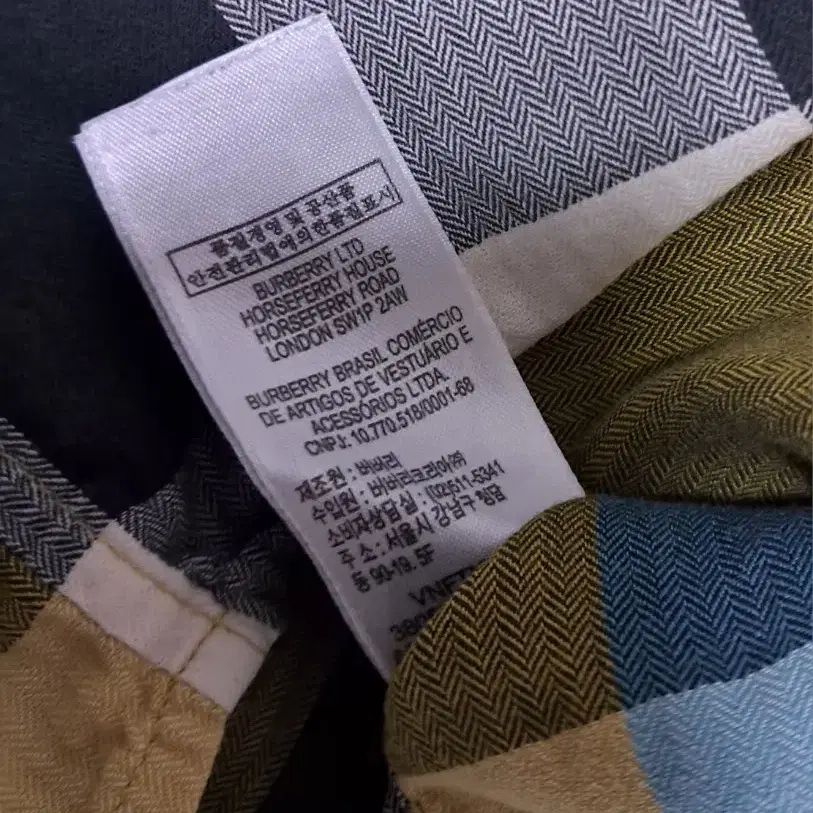 품질경영 및 공산품
안전관리법에의한품질표시
BURBERRY LTD
HORSEFERRY HOUSE
HORSEFERRY ROAD
LONDON SW1P 2AW
BURBERRY BRASIL COMÉRCIO
DE ARTIGOS DE VESTUÁRIO E
ACESSÓRIOS LTDA.
CNPJ: 10.770.518/0001-68
제조원 : 버버리
수입원 : 버버리코리아㈜
소비자상담실 : (02)511-5341
주 소 : 서울시 강남구 청담
동 90-19. 5F